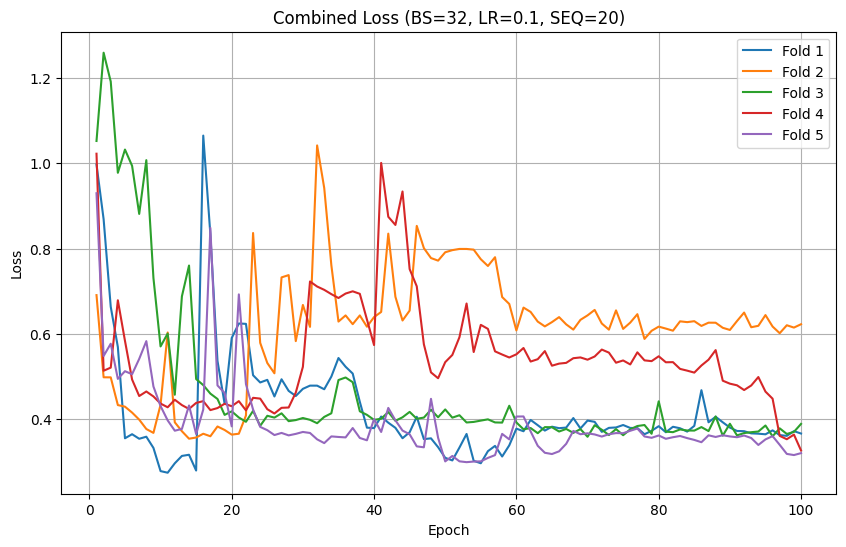 Combined Loss (BS=32, LR=0.1, SEQ=20)
Fold 1
Fold 2
Fold 3
Fold 4
Fold 5
Loss
1.2
1.0
0.8
0.6
0.4
0 20 40 60 80 100
Epoch